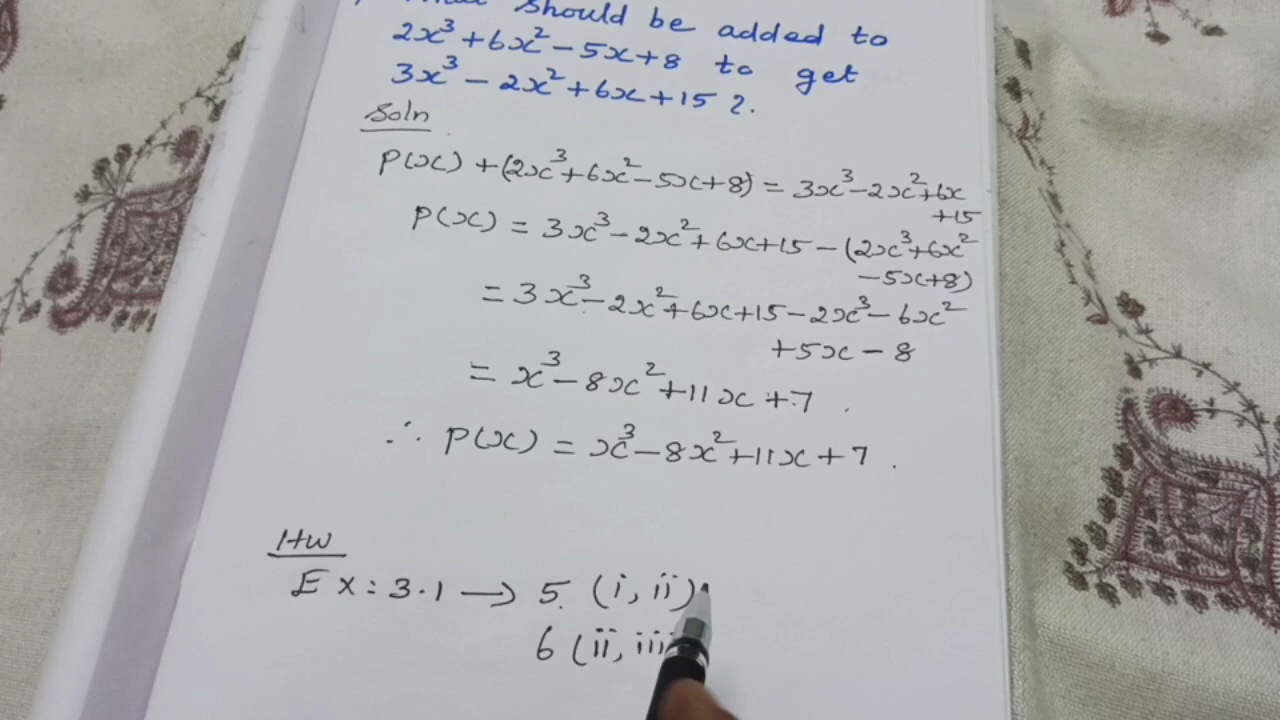 should be added to
2x³ + 6x² - 5x + 8 to get
3x³ - 2x² + 6x + 15 ?.
Soln
P(x) + (2x³ + 6x² - 5x + 8) = 3x³ - 2x² + 6x
+15
P(x) = 3x³ - 2x² + 6x + 15 - (2x³ + 6x²
- 5x + 8)
= 3x³ - 2x² + 6x + 15 - 2x³ - 6x²
+ 5x - 8
= x³ - 8x² + 11x + 7 .
∴ P(x) = x³ - 8x² + 11x + 7 .
HW
Ex : 3.1 → 5. (i, ii)
6 (ii, iii